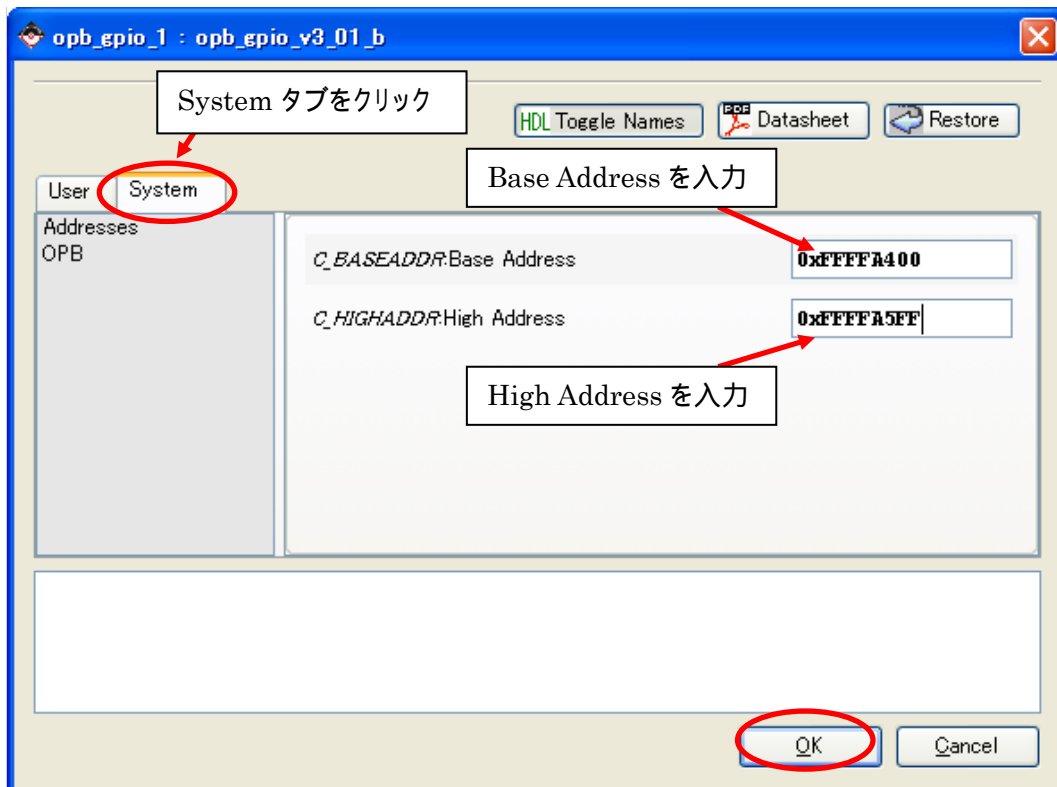 opb_gpio_1 : opb_gpio_v3_01_b
System タブをクリック
HDL Toggle Names
PDF Datasheet
Restore
Base Address を入力
User
System
Addresses
OPB
C_BASEADDR:Base Address
0xFFFFA400
C_HIGHADDR:High Address
0xFFFFA5FF
High Address を入力
OK
Cancel